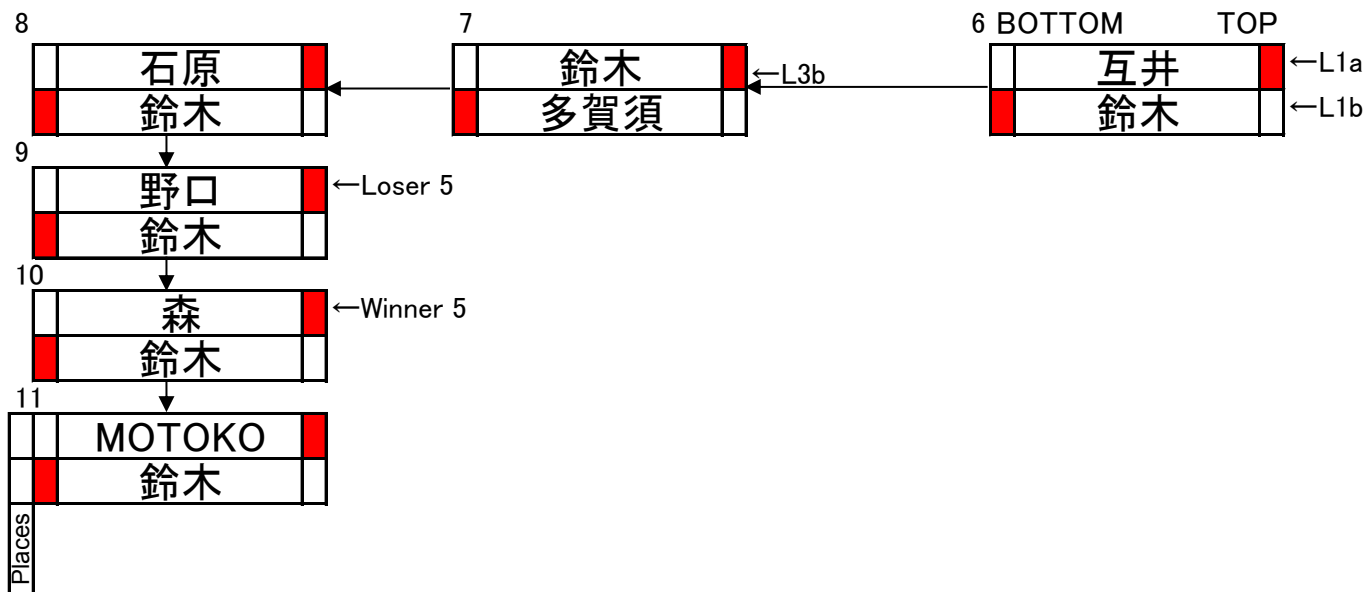 8
石原
鈴木
7
鈴木
多賀須
←L3b
6 BOTTOM TOP
互井
鈴木
←L1a
←L1b
9
野口
鈴木
←Loser 5
10
森
鈴木
←Winner 5
11
MOTOKO
鈴木
Places